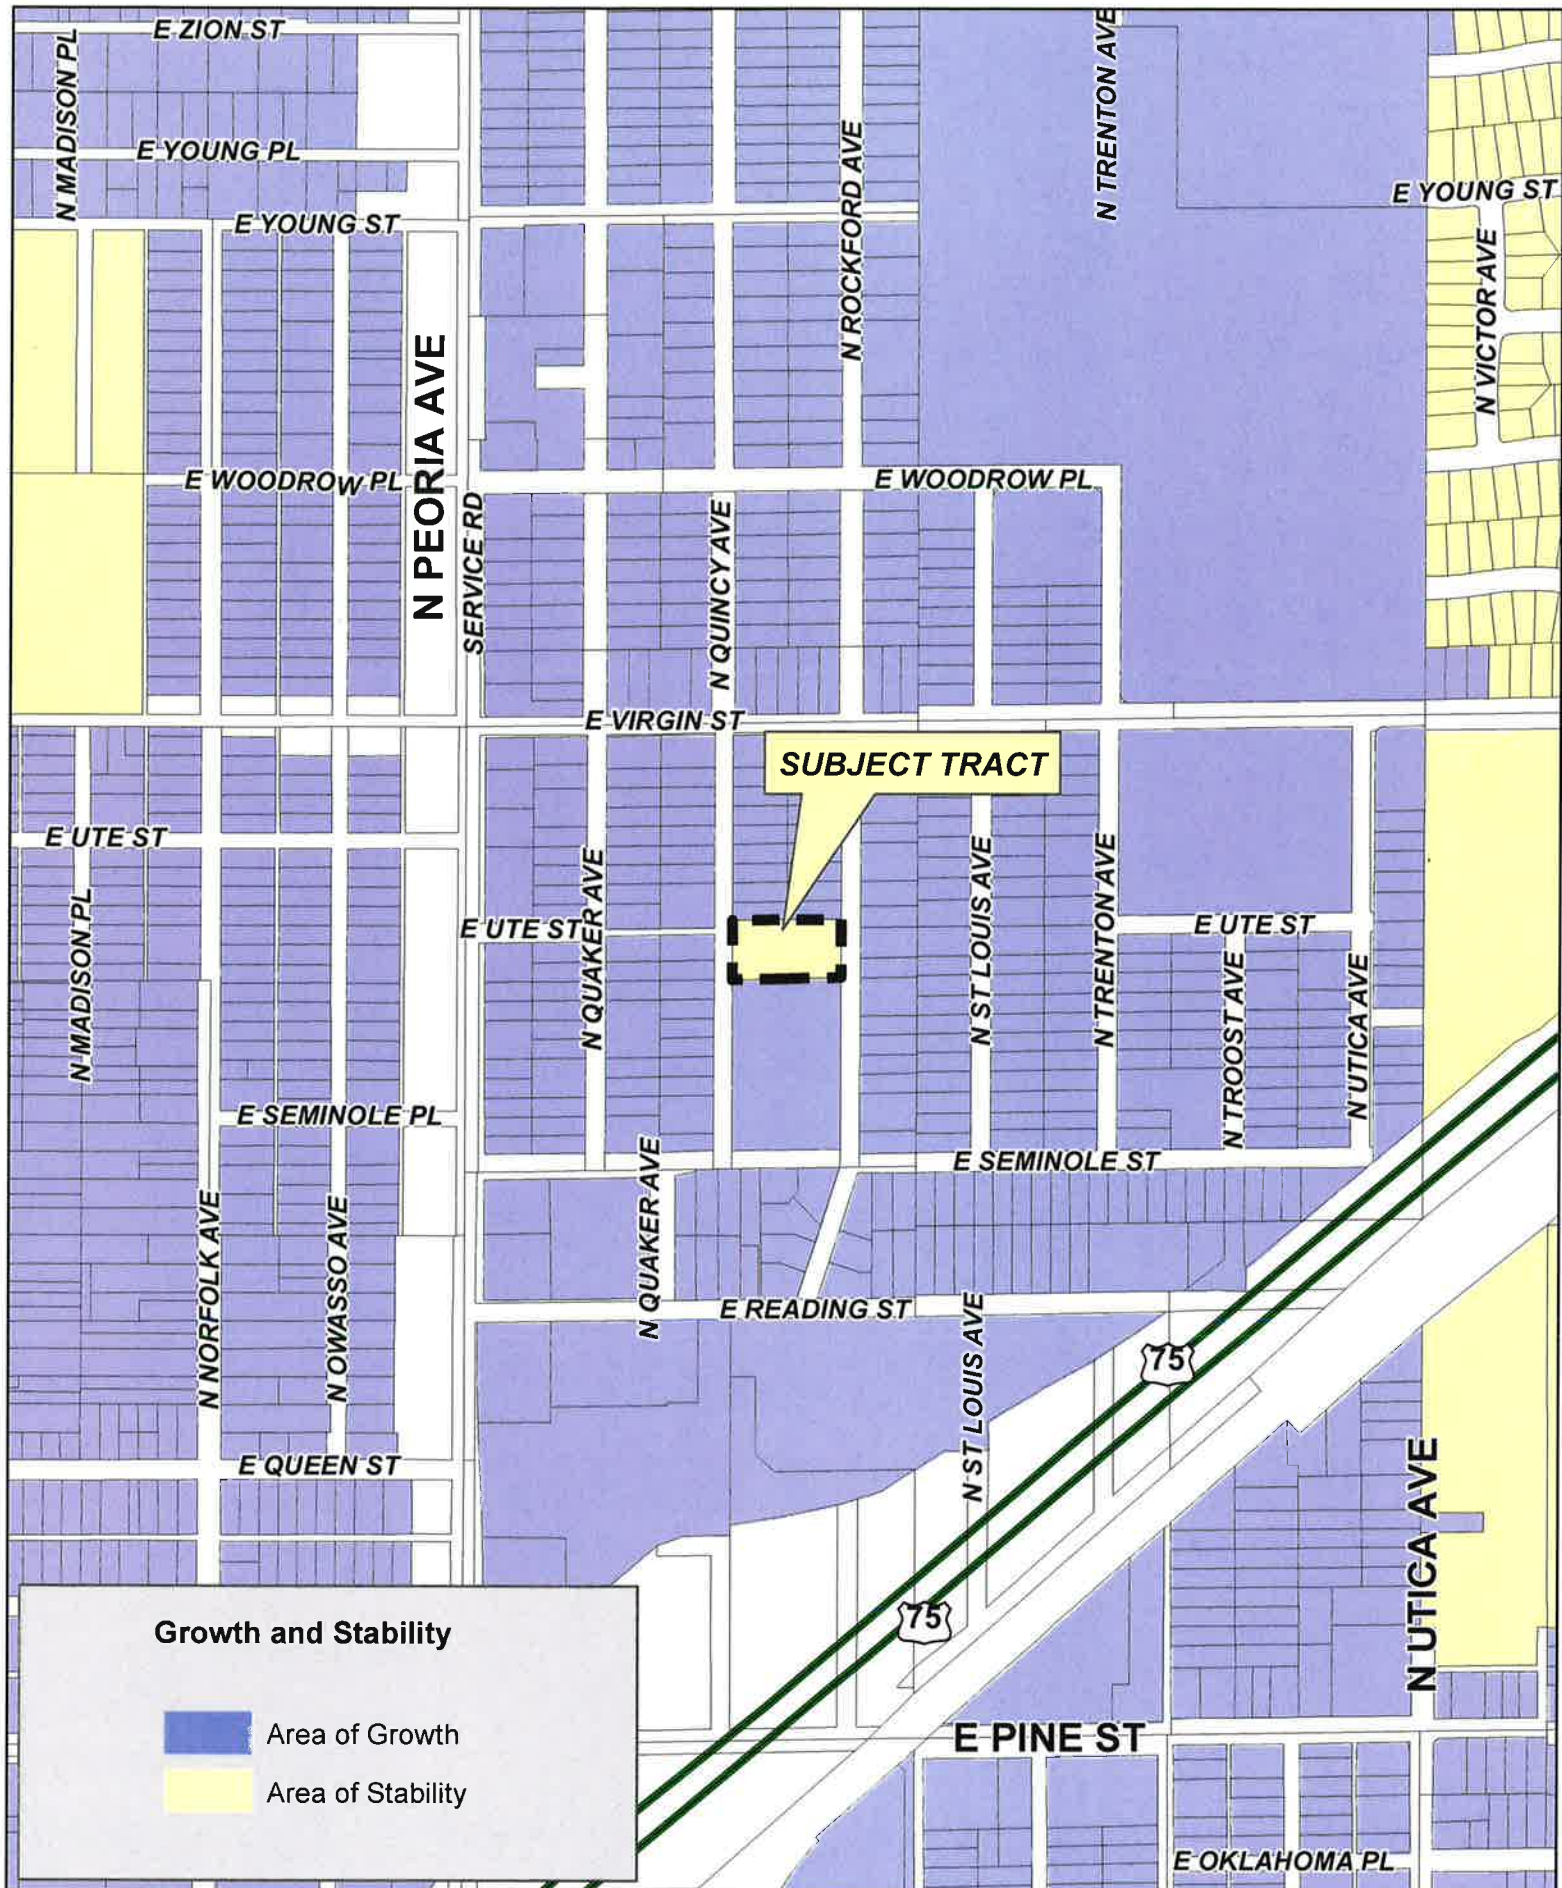 E ZION ST
N MADISON PL
E YOUNG PL
E YOUNG ST
N ROCKFORD AVE
N TRENTON AVE
E YOUNG ST
N VICTOR AVE
N PEORIA AVE
E WOODROW PL
E WOODROW PL
SERVICE RD
N QUINCY AVE
E VIRGIN ST
SUBJECT TRACT
E UTE ST
N MADISON PL
E UTE ST
N QUAKER AVE
N ST LOUIS AVE
N TRENTON AVE
E UTE ST
N TROOST AVE
N UTICA AVE
E SEMINOLE PL
E SEMINOLE ST
N NORFOLK AVE
N OWASSO AVE
N QUAKER AVE
E READING ST
N ST LOUIS AVE
75
E QUEEN ST
N UTICA AVE
75
Growth and Stability
Area of Growth
Area of Stability
E PINE ST
E OKLAHOMA PL